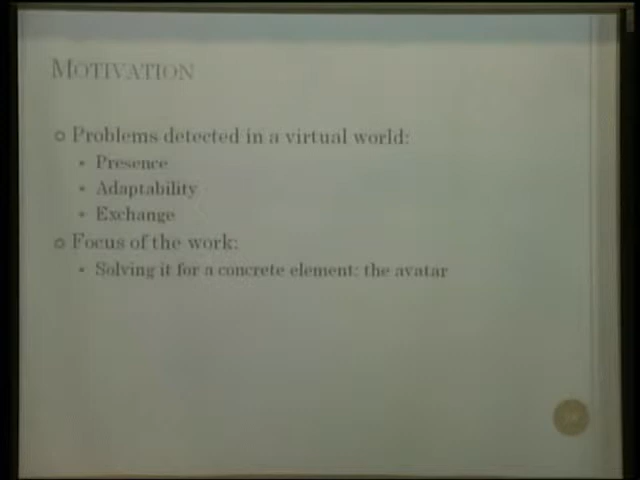 MOTIVATION
Problems detected in a virtual world:
Presence
Adaptability
Exchange
Focus of the work:
Solving it for a concrete element: the avatar